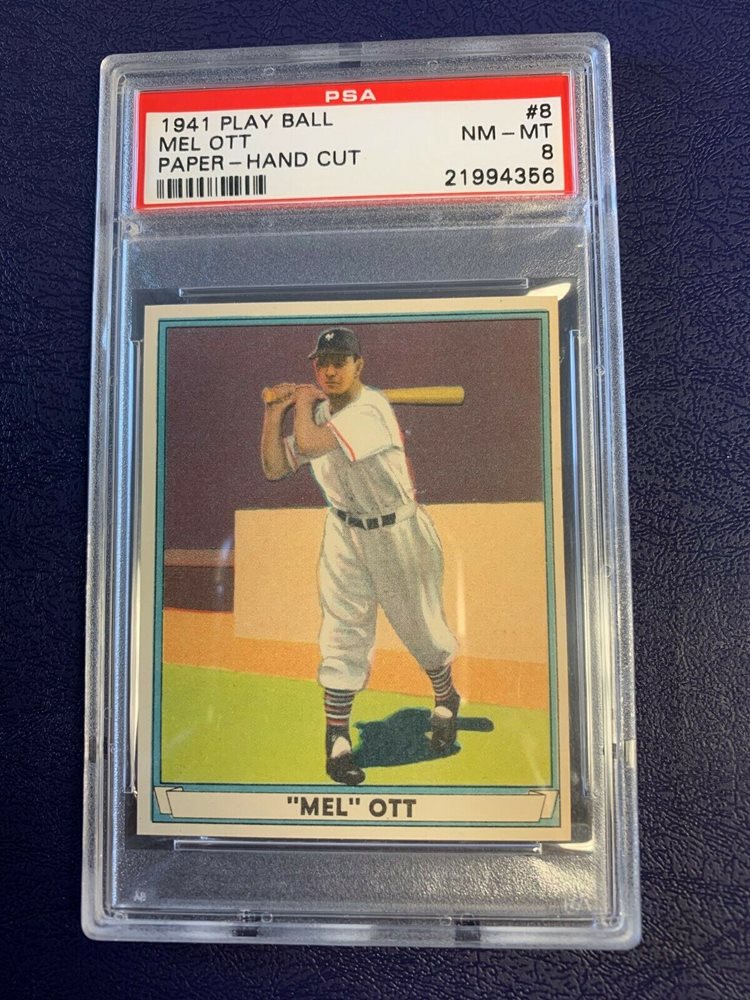 PSA
1941 PLAY BALL #8
MEL OTT NM-MT
PAPER-HAND CUT 8
21994356
"MEL" OTT